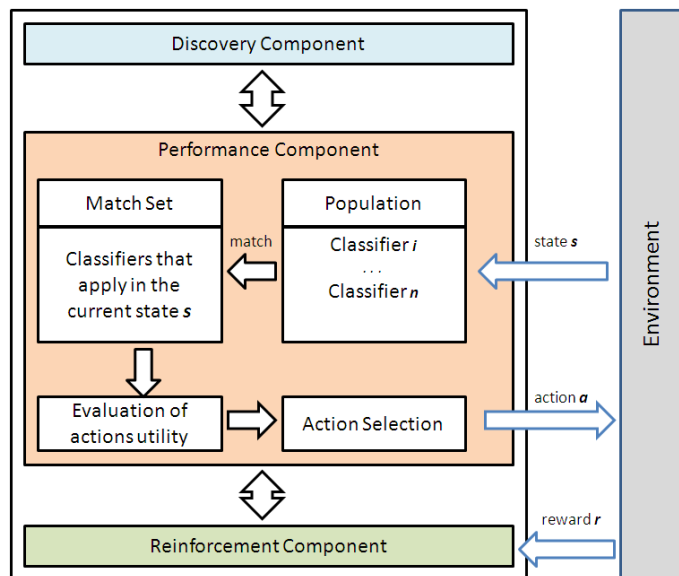 Discovery Component
Performance Component
Match Set
Population
Classifiers that
apply in the
current state s
match
Classifier i
...
Classifier n
state s
Environment
Evaluation of
actions utility
Action Selection
action a
reward r
Reinforcement Component